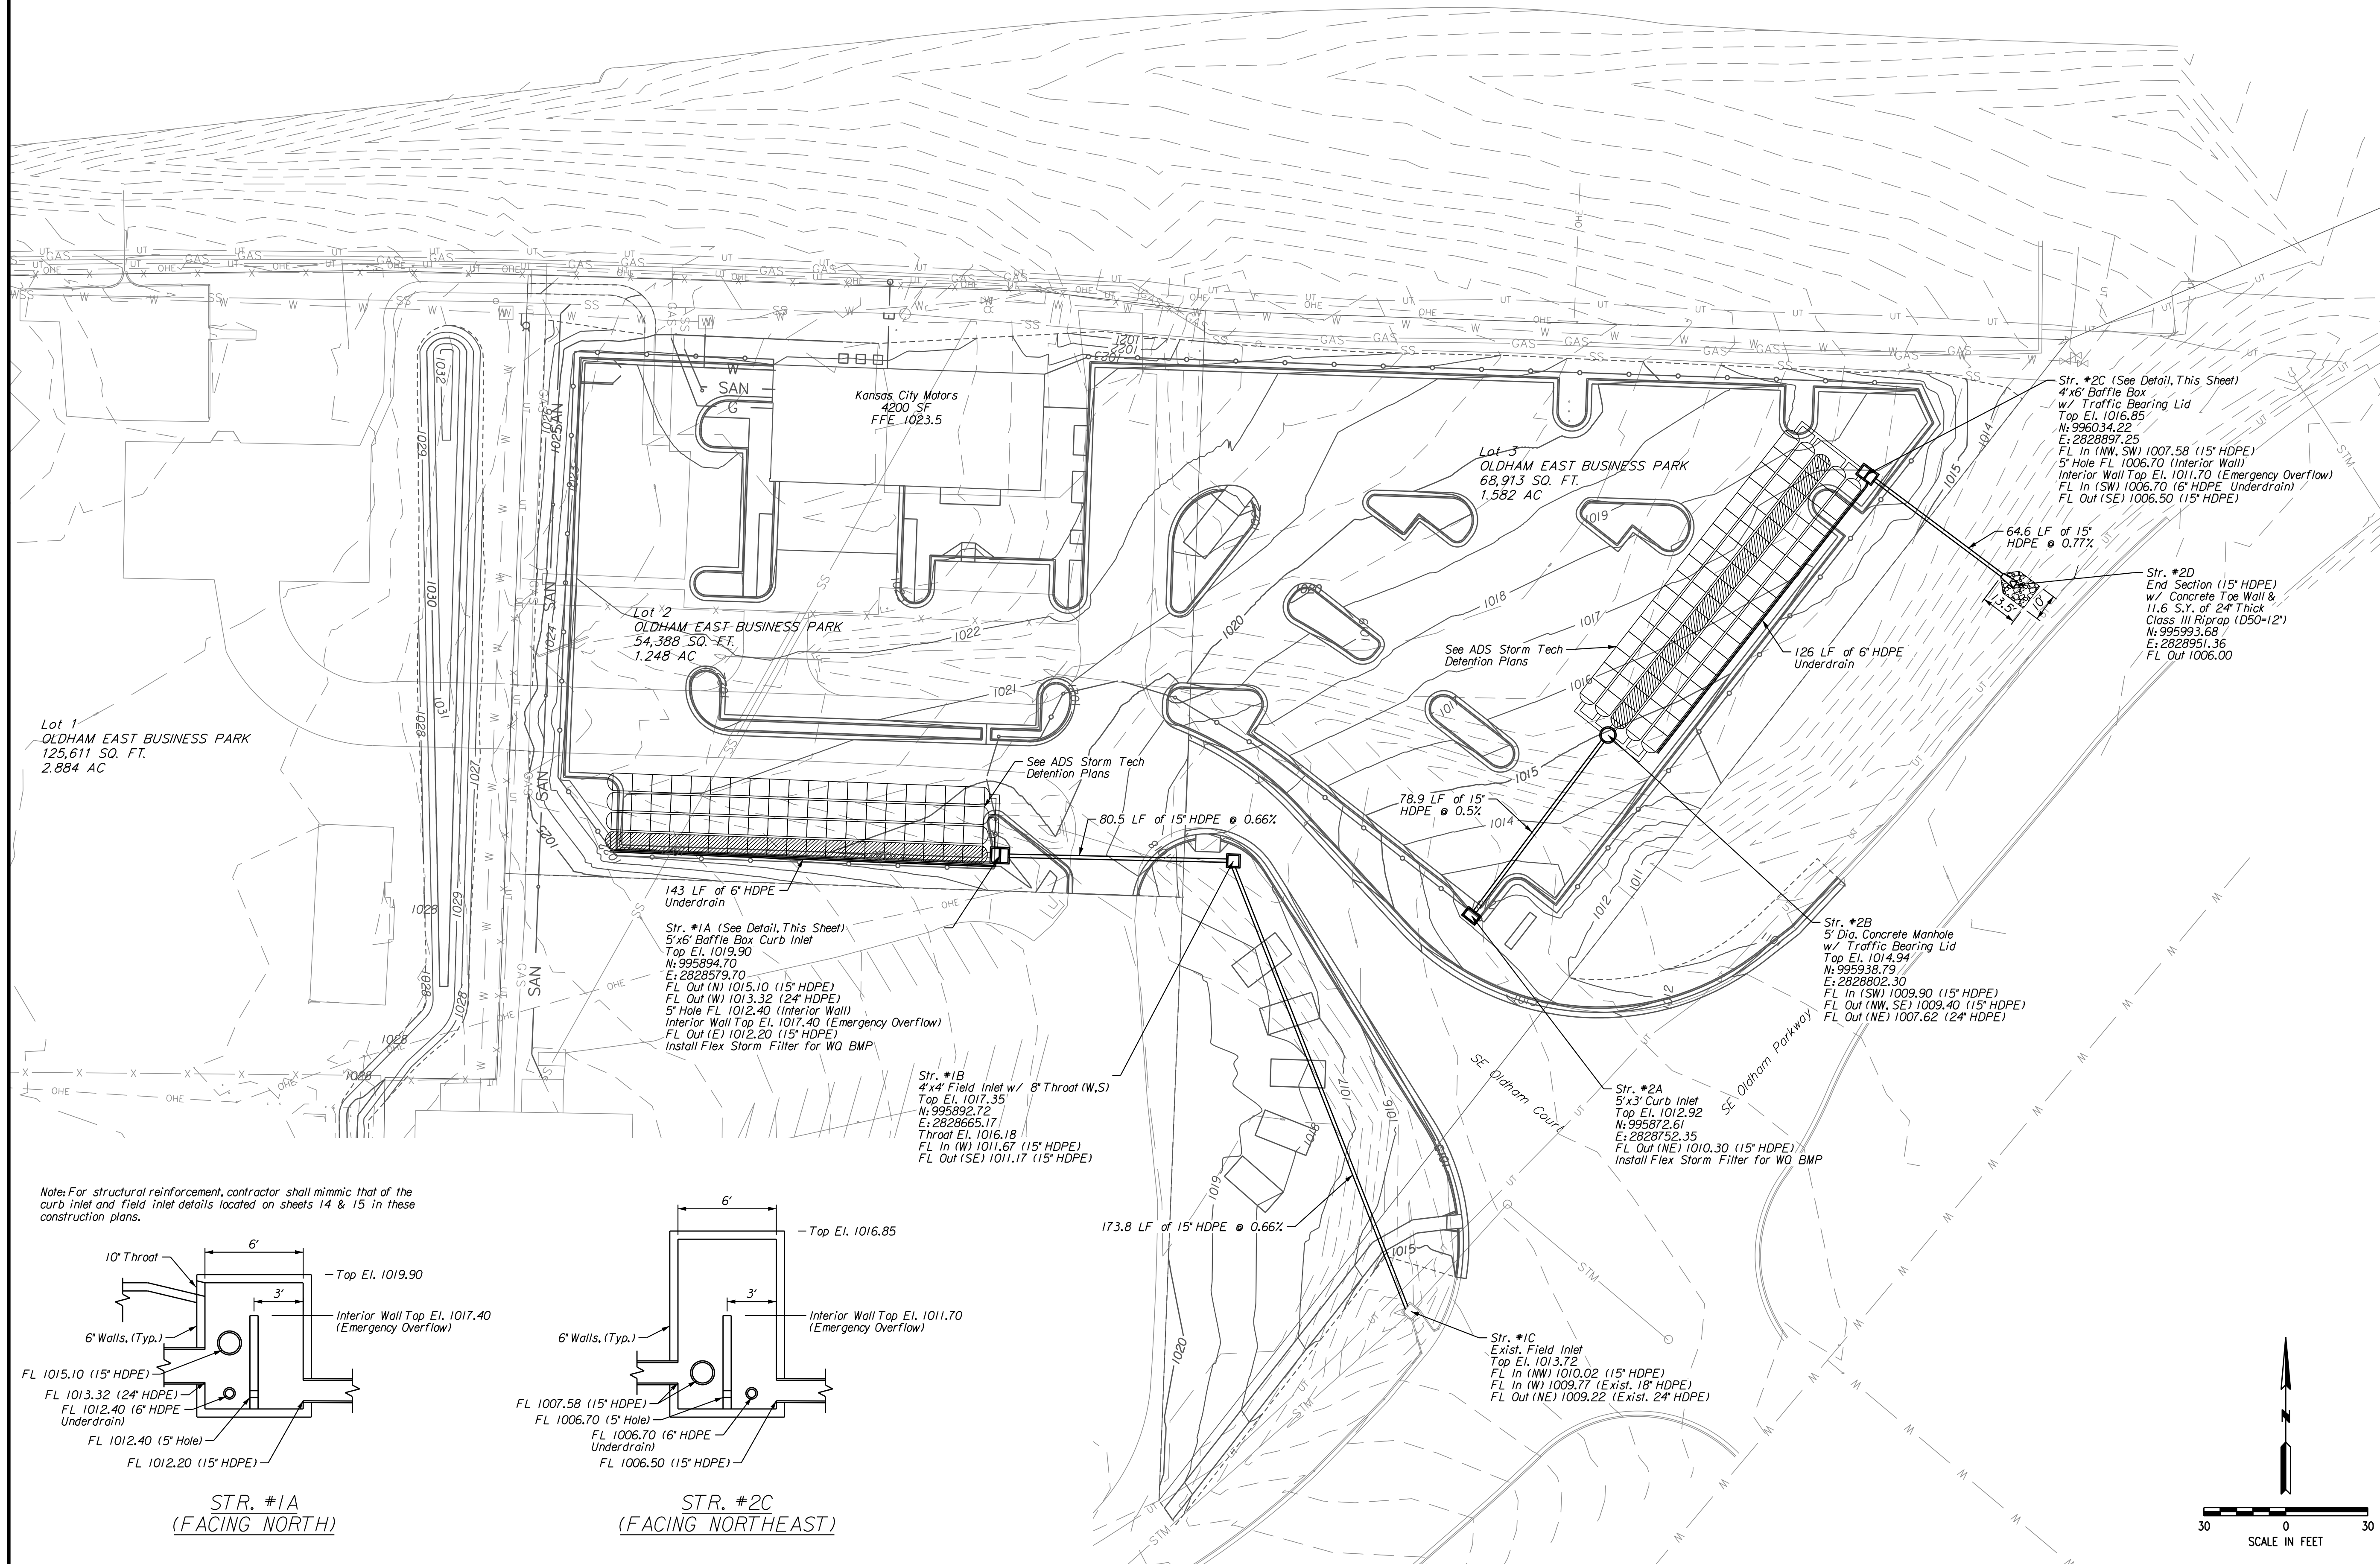 Kansas City Motors
4200 SF
FFE 1023.5
Lot 3
OLDHAM EAST BUSINESS PARK
68,913 SQ. FT.
1.582 AC
Str. #2C (See Detail, This Sheet)
4'x6' Baffle Box
w/ Traffic Bearing Lid
Top El. 1016.85
N: 996034.22
E: 2828897.25
FL In (NW, SW) 1007.58 (15" HDPE)
5" Hole FL 1006.70 (Interior Wall)
Interior Wall Top El. 1011.70 (Emergency Overflow)
FL In (SW) 1006.70 (6" HDPE Underdrain)
FL Out (SE) 1006.50 (15" HDPE)
64.6 LF of 15"
HDPE @ 0.77%
Str. #2D
End Section (15" HDPE)
w/ Concrete Toe Wall &
11.6 S.Y. of 24" Thick
Class III Riprap (D50=12")
N: 995993.68
E: 2828951.36
FL Out 1006.00
13.5'
10'
Lot 2
OLDHAM EAST BUSINESS PARK
54,388 SQ. FT.
1.248 AC
See ADS Storm Tech
Detention Plans
126 LF of 6" HDPE
Underdrain
Lot 1
OLDHAM EAST BUSINESS PARK
125,611 SQ. FT.
2.884 AC
See ADS Storm Tech
Detention Plans
80.5 LF of 15" HDPE @ 0.66%
78.9 LF of 15"
HDPE @ 0.5%
143 LF of 6" HDPE
Underdrain
Str. #1A (See Detail, This Sheet)
5'x6' Baffle Box Curb Inlet
Top El. 1019.90
N: 995894.70
E: 2828579.70
FL Out (N) 1015.10 (15" HDPE)
FL Out (W) 1013.32 (24" HDPE)
5" Hole FL 1012.40 (Interior Wall)
Interior Wall Top El. 1017.40 (Emergency Overflow)
FL Out (E) 1012.20 (15" HDPE)
Install Flex Storm Filter for WQ BMP
Str. #2B
5' Dia. Concrete Manhole
w/ Traffic Bearing Lid
Top El. 1014.94
N: 995938.79
E: 2828802.30
FL In (SW) 1009.90 (15" HDPE)
FL Out (NW, SE) 1009.40 (15" HDPE)
FL Out (NE) 1007.62 (24" HDPE)
Str. #1B
4'x4' Field Inlet w/ 8" Throat (W,S)
Top El. 1017.35
N: 995892.72
E: 2828665.17
Throat El. 1016.18
FL In (W) 1011.67 (15" HDPE)
FL Out (SE) 1011.17 (15" HDPE)
Str. #2A
5'x3' Curb Inlet
Top El. 1012.92
N: 995872.61
E: 2828752.35
FL Out (NE) 1010.30 (15" HDPE)
Install Flex Storm Filter for WQ BMP
SE Oldham Court
SE Oldham Parkway
173.8 LF of 15" HDPE @ 0.66%
Str. #1C
Exist. Field Inlet
Top El. 1013.72
FL In (NW) 1010.02 (15" HDPE)
FL In (W) 1009.77 (Exist. 18" HDPE)
FL Out (NE) 1009.22 (Exist. 24" HDPE)
Note: For structural reinforcement, contractor shall mimmic that of the
curb inlet and field inlet details located on sheets 14 & 15 in these
construction plans.
10" Throat
6'
Top El. 1019.90
3'
Interior Wall Top El. 1017.40
(Emergency Overflow)
6" Walls, (Typ.)
FL 1015.10 (15" HDPE)
FL 1013.32 (24" HDPE)
FL 1012.40 (6" HDPE
Underdrain)
FL 1012.40 (5" Hole)
FL 1012.20 (15" HDPE)
STR. #1A
(FACING NORTH)
6'
Top El. 1016.85
3'
Interior Wall Top El. 1011.70
(Emergency Overflow)
6" Walls, (Typ.)
FL 1007.58 (15" HDPE)
FL 1006.70 (5" Hole)
FL 1006.70 (6" HDPE
Underdrain)
FL 1006.50 (15" HDPE)
STR. #2C
(FACING NORTHEAST)
N
30 0 30
SCALE IN FEET